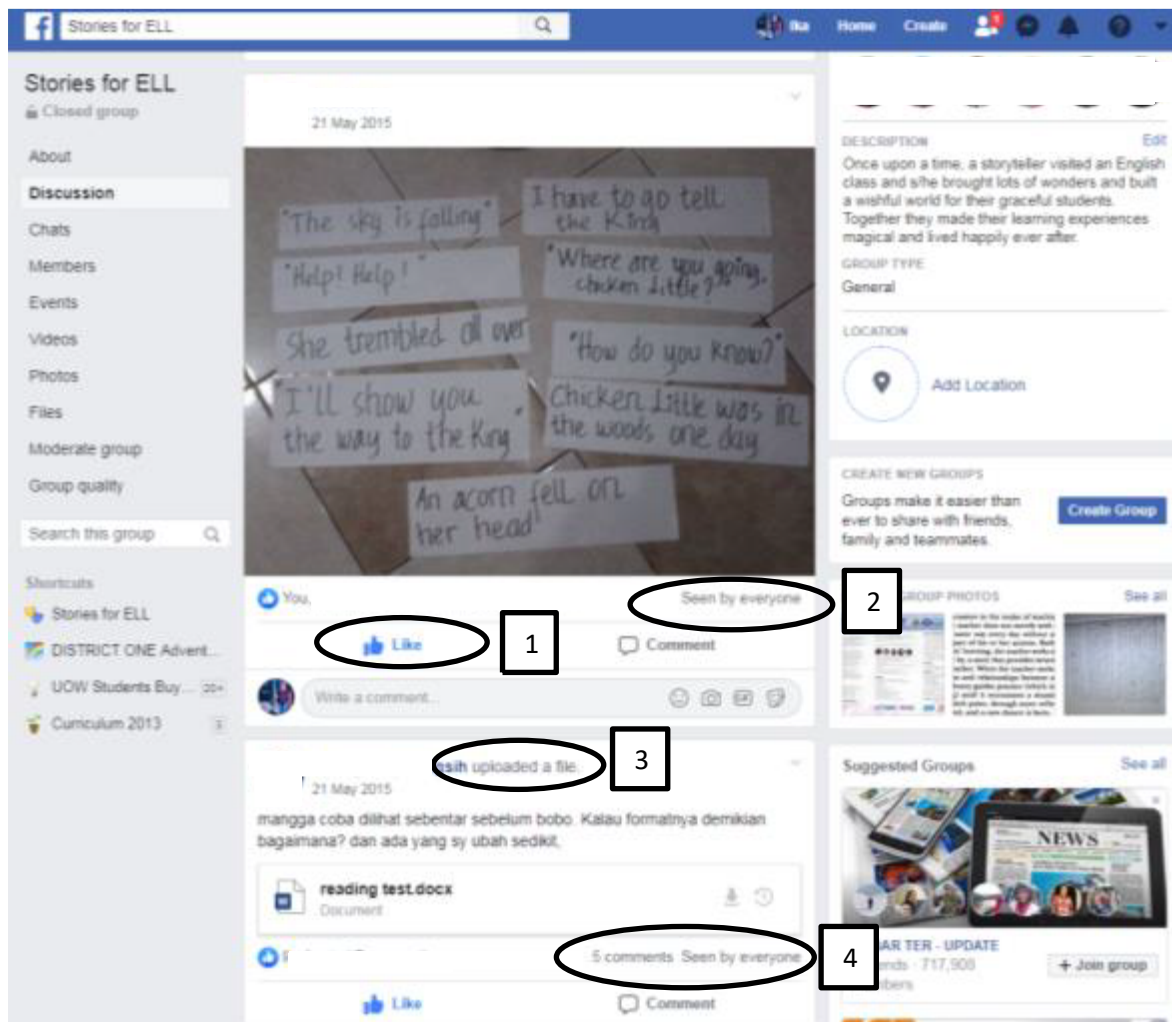 Stories for ELL
Ika Home Create
Stories for ELL
Closed group
About
Discussion
Chats
Members
Events
Videos
Photos
Files
Moderate group
Group quality
Search this group
Shortcuts
Stories for ELL
DISTRICT ONE Advent...
UOW Students Buy... 20+
Curriculum 2013
21 May 2015
"The sky is falling"
I have to go tell
the King
"Help! Help!"
"Where are you going,
chicken Little?"
She trembled all over
"How do you know?"
"I'll show you
the way to the King"
Chicken Little was in
the woods one day
An acorn fell on
her head
You,
Seen by everyone
2
Like
1
Comment
Write a comment...
GIF
ssih uploaded a file.
3
21 May 2015
mangga coba dilihat sebentar sebelum bobo. Kalau formatnya demikian
bagaimana? dan ada yang sy ubah sedikit,
reading test.docx
Document
5 comments Seen by everyone
4
Like
Comment
DESCRIPTION Edit
Once upon a time, a storyteller visited an English
class and s/he brought lots of wonders and built
a wishful world for their graceful students.
Together they made their learning experiences
magical and lived happily ever after.
GROUP TYPE
General
LOCATION
Add Location
CREATE NEW GROUPS
Groups make it easier than
ever to share with friends,
family and teammates.
Create Group
GROUP PHOTOS See all
Suggested Groups See all
NEWS
AR TER - UPDATE
ends · 717,908
bers
+ Join group